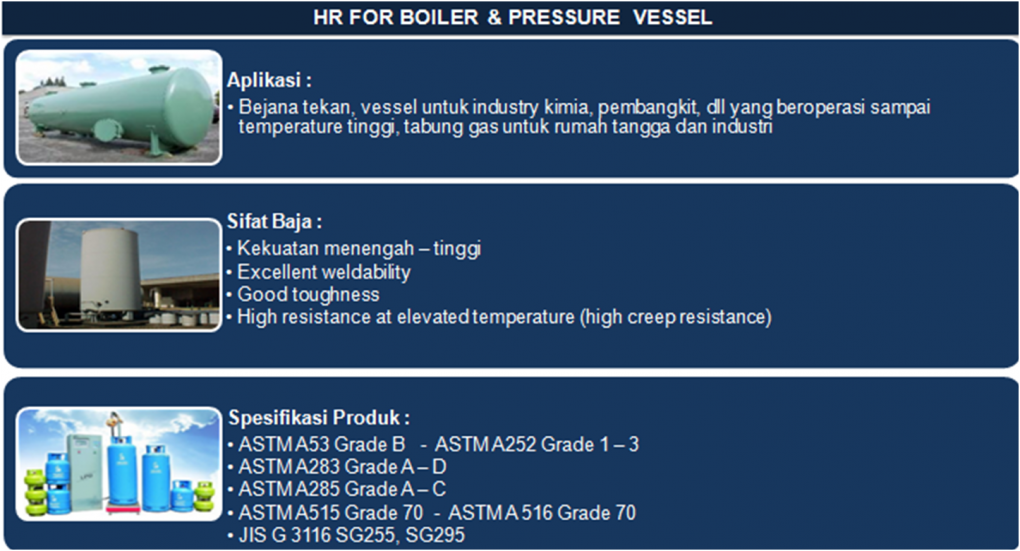 HR FOR BOILER & PRESSURE VESSEL
Aplikasi :
• Bejana tekan, vessel untuk industry kimia, pembangkit, dll yang beroperasi sampai
temperature tinggi, tabung gas untuk rumah tangga dan industri
Sifat Baja :
• Kekuatan menengah – tinggi
• Excellent weldability
• Good toughness
• High resistance at elevated temperature (high creep resistance)
Spesifikasi Produk :
• ASTM A53 Grade B - ASTM A252 Grade 1 – 3
• ASTM A283 Grade A – D
• ASTM A285 Grade A – C
• ASTM A515 Grade 70 - ASTM A 516 Grade 70
• JIS G 3116 SG255, SG295